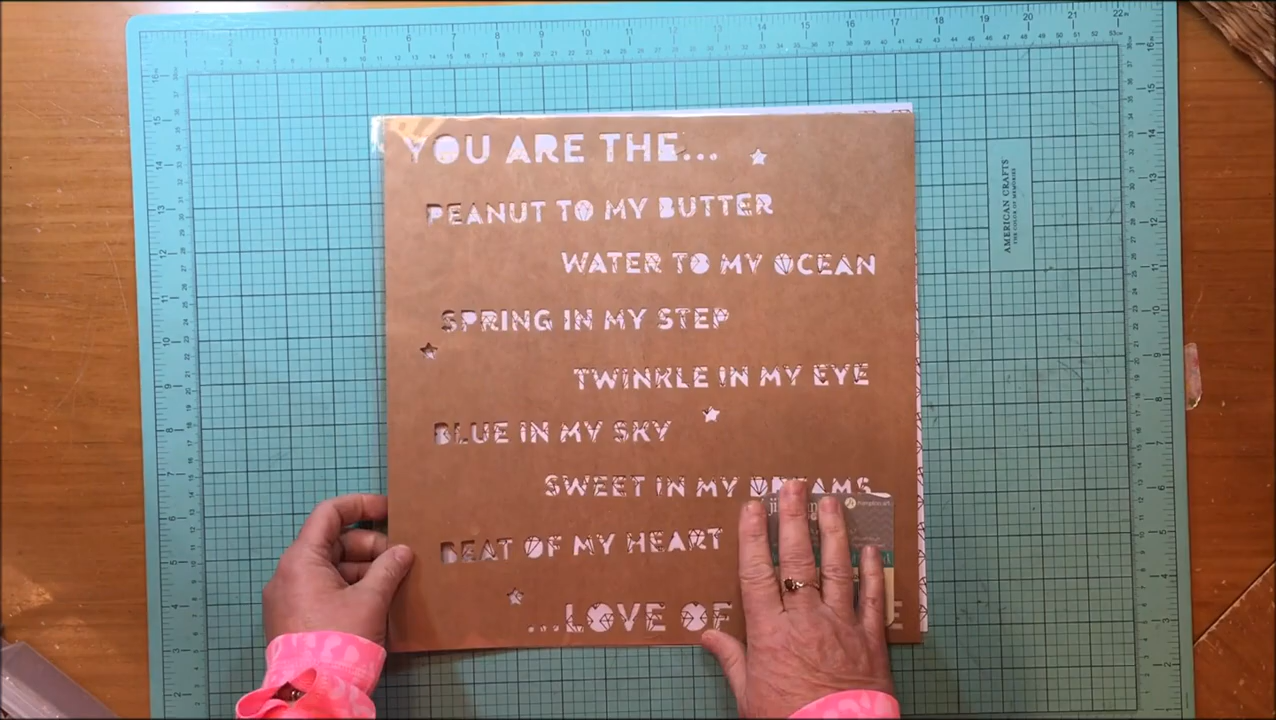 YOU ARE THE...
PEANUT TO MY BUTTER
WATER TO MY OCEAN
SPRING IN MY STEP
TWINKLE IN MY EYE
BLUE IN MY SKY
SWEET IN MY DREAMS
BEAT OF MY HEART
...LOVE OF
AMERICAN CRAFTS